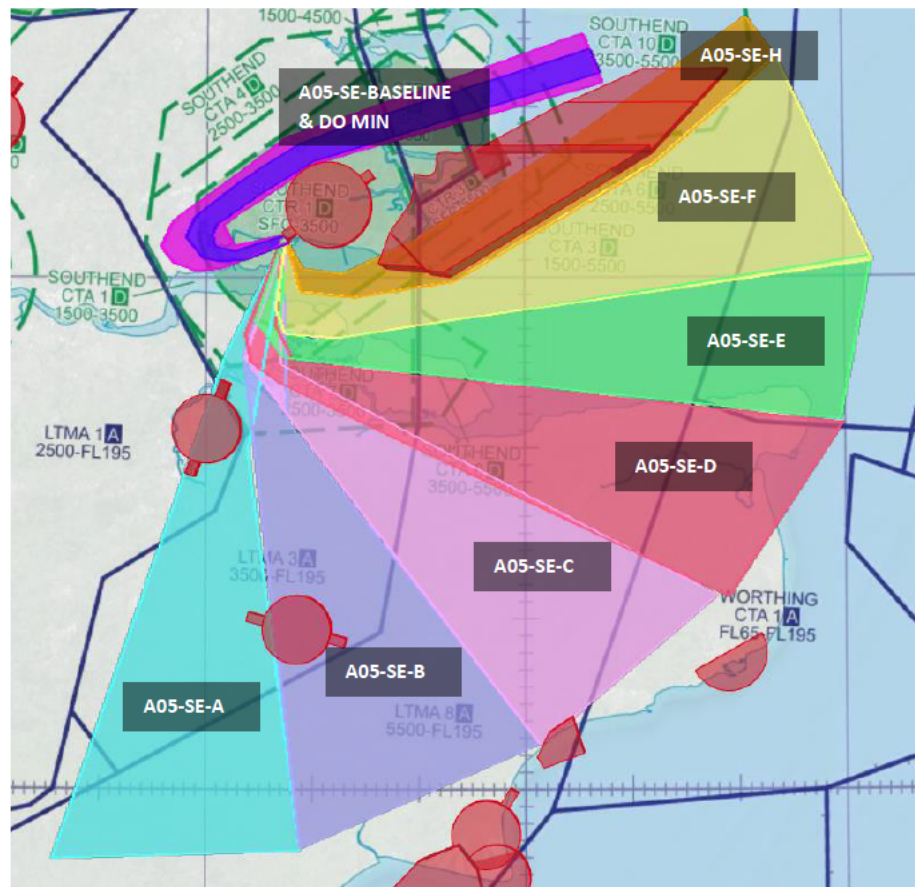 1500-4500
SOUTHEND
CTA 10 D
3500-5500
A05-SE-H
SOUTHEND
CTA 4 D
2500-3500
A05-SE-BASELINE
& DO MIN
SOUTHEND
CTR 1 D
SFC-3500
A05-SE-F
CTA 6 D
2500-5500
CTA 3 D
1500-5500
SOUTHEND
CTA 1 D
1500-3500
A05-SE-E
LTMA 1 A
2500-FL195
SOUTHEND
D
3500-5500
A05-SE-D
LTMA 3 A
3500-FL195
A05-SE-C
WORTHING
CTA 1 A
FL65-FL195
A05-SE-B
A05-SE-A
LTMA 8 A
5500-FL195